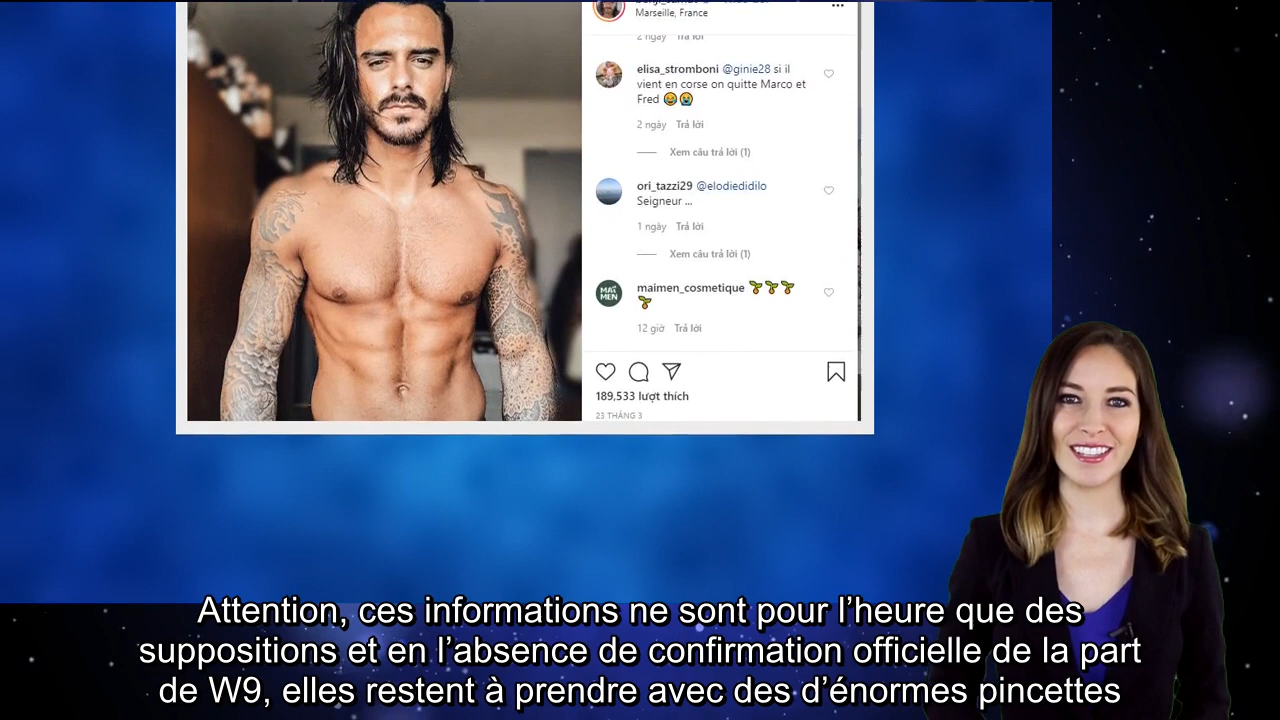 Marseille, France
2 ngày Trả lời
elisa_stromboni @ginie28 si il
vient en corse on quitte Marco et
Fred
2 ngày Trả lời
Xem câu trả lời (1)
ori_tazzi29 @elodiedidilo
Seigneur ...
1 ngày Trả lời
Xem câu trả lời (1)
MAI
MEN
maimen_cosmetique
12 giờ Trả lời
189,533 lượt thích
23 THÁNG 3
Attention, ces informations ne sont pour l’heure que des
suppositions et en l’absence de confirmation officielle de la part
de W9, elles restent à prendre avec des d’énormes pincettes